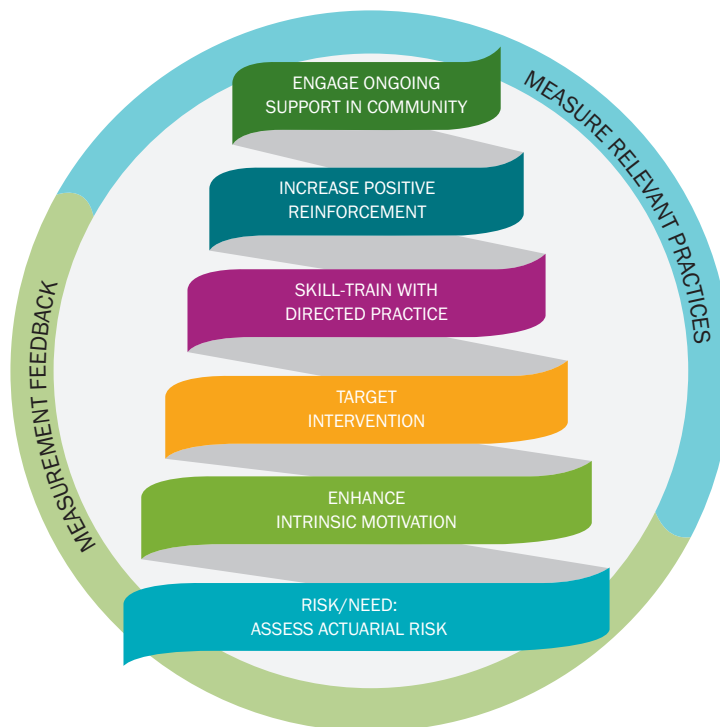 ENGAGE ONGOING
SUPPORT IN COMMUNITY
MEASURE RELEVANT PRACTICES
INCREASE POSITIVE
REINFORCEMENT
SKILL-TRAIN WITH
DIRECTED PRACTICE
MEASUREMENT FEEDBACK
TARGET
INTERVENTION
ENHANCE
INTRINSIC MOTIVATION
RISK/NEED:
ASSESS ACTUARIAL RISK